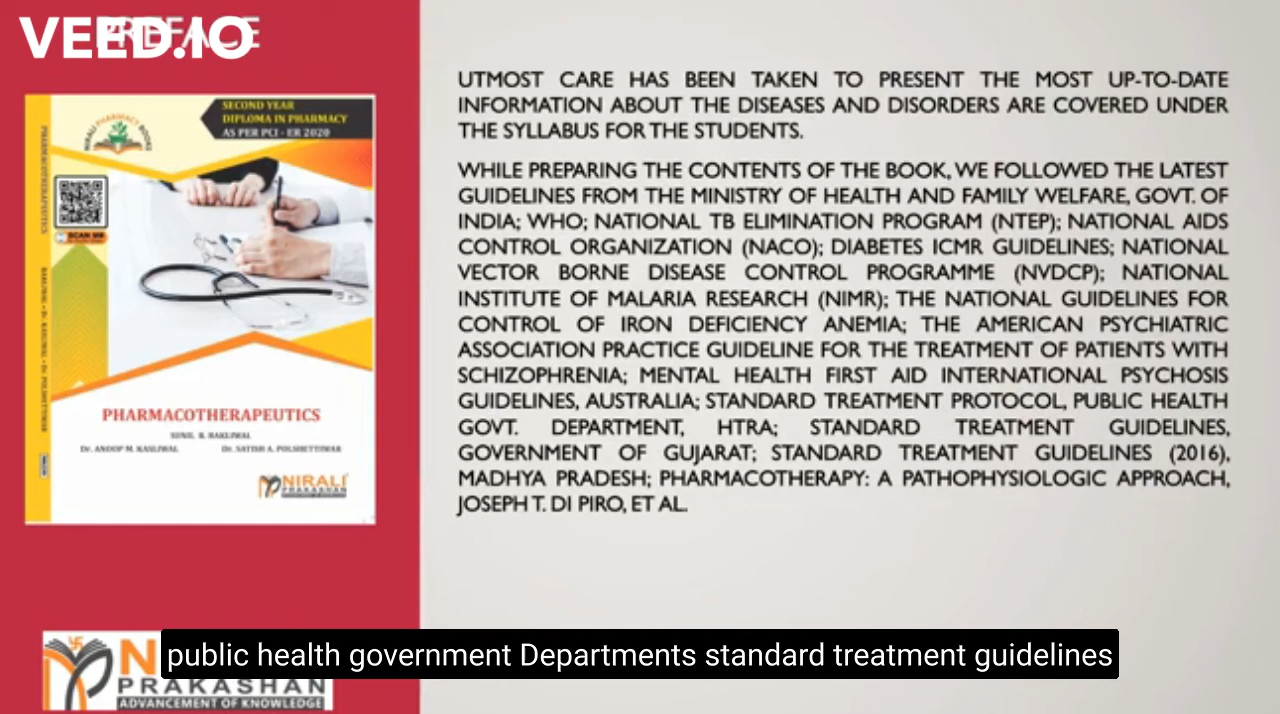 PREFACE
VEED.IO
NIRALI PHARMACY BOOKS
SECOND YEAR
DIPLOMA IN PHARMACY
AS PER PCI - ER 2020
SCAN ME
PHARMACOTHERAPEUTICS
PHARMACOTHERAPEUTICS
SUNIL B. BAKLIWAL
Dr. ANOOP M. KASLIWAL Dr. SATISH A. POLSHETTIWAR
NIRALI
PRAKASHAN
ADVANCEMENT OF KNOWLEDGE
UTMOST CARE HAS BEEN TAKEN TO PRESENT THE MOST UP-TO-DATE
INFORMATION ABOUT THE DISEASES AND DISORDERS ARE COVERED UNDER
THE SYLLABUS FOR THE STUDENTS.
WHILE PREPARING THE CONTENTS OF THE BOOK, WE FOLLOWED THE LATEST
GUIDELINES FROM THE MINISTRY OF HEALTH AND FAMILY WELFARE, GOVT. OF
INDIA; WHO; NATIONAL TB ELIMINATION PROGRAM (NTEP); NATIONAL AIDS
CONTROL ORGANIZATION (NACO); DIABETES ICMR GUIDELINES; NATIONAL
VECTOR BORNE DISEASE CONTROL PROGRAMME (NVDCP); NATIONAL
INSTITUTE OF MALARIA RESEARCH (NIMR); THE NATIONAL GUIDELINES FOR
CONTROL OF IRON DEFICIENCY ANEMIA; THE AMERICAN PSYCHIATRIC
ASSOCIATION PRACTICE GUIDELINE FOR THE TREATMENT OF PATIENTS WITH
SCHIZOPHRENIA; MENTAL HEALTH FIRST AID INTERNATIONAL PSYCHOSIS
GUIDELINES, AUSTRALIA; STANDARD TREATMENT PROTOCOL, PUBLIC HEALTH
GOVT. DEPARTMENT, HTRA; STANDARD TREATMENT GUIDELINES,
GOVERNMENT OF GUJARAT; STANDARD TREATMENT GUIDELINES (2016),
MADHYA PRADESH; PHARMACOTHERAPY: A PATHOPHYSIOLOGIC APPROACH,
JOSEPH T. DI PIRO, ET AL.
public health government Departments standard treatment guidelines
N
PRAKASHAN
ADVANCEMENT OF KNOWLEDGE